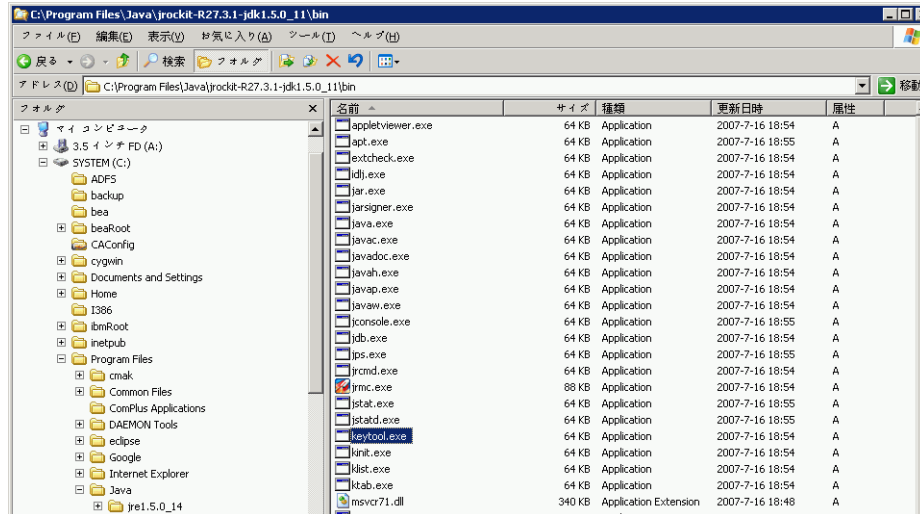 C:\Program Files\Java\jrockit-R27.3.1-jdk1.5.0_11\bin
ファイル(F) 編集(E) 表示(V) お気に入り(A) ツール(T) ヘルプ(H)
戻る 検索 フォルダ
アドレス(D) C:\Program Files\Java\jrockit-R27.3.1-jdk1.5.0_11\bin 移動
フォルダ
マイ コンピュータ
3.5 インチ FD (A:)
SYSTEM (C:)
ADFS
backup
bea
beaRoot
CAConfig
cygwin
Documents and Settings
Home
I386
ibmRoot
inetpub
Program Files
cmak
Common Files
ComPlus Applications
DAEMON Tools
eclipse
Google
Internet Explorer
Java
jre1.5.0_14
名前 サイズ 種類 更新日時 属性
appletviewer.exe 64 KB Application 2007-7-16 18:54 A
apt.exe 64 KB Application 2007-7-16 18:55 A
extcheck.exe 64 KB Application 2007-7-16 18:54 A
idlj.exe 64 KB Application 2007-7-16 18:54 A
jar.exe 64 KB Application 2007-7-16 18:54 A
jarsigner.exe 64 KB Application 2007-7-16 18:54 A
java.exe 64 KB Application 2007-7-16 18:54 A
javac.exe 64 KB Application 2007-7-16 18:54 A
javadoc.exe 64 KB Application 2007-7-16 18:54 A
javah.exe 64 KB Application 2007-7-16 18:54 A
javap.exe 64 KB Application 2007-7-16 18:54 A
javaw.exe 64 KB Application 2007-7-16 18:54 A
jconsole.exe 64 KB Application 2007-7-16 18:55 A
jdb.exe 64 KB Application 2007-7-16 18:54 A
jps.exe 64 KB Application 2007-7-16 18:55 A
jrcmd.exe 64 KB Application 2007-7-16 18:54 A
jrmc.exe 88 KB Application 2007-7-16 18:54 A
jstat.exe 64 KB Application 2007-7-16 18:55 A
jstatd.exe 64 KB Application 2007-7-16 18:55 A
keytool.exe 64 KB Application 2007-7-16 18:54 A
kinit.exe 64 KB Application 2007-7-16 18:54 A
klist.exe 64 KB Application 2007-7-16 18:54 A
ktab.exe 64 KB Application 2007-7-16 18:54 A
msvcr71.dll 340 KB Application Extension 2007-7-16 18:48 A